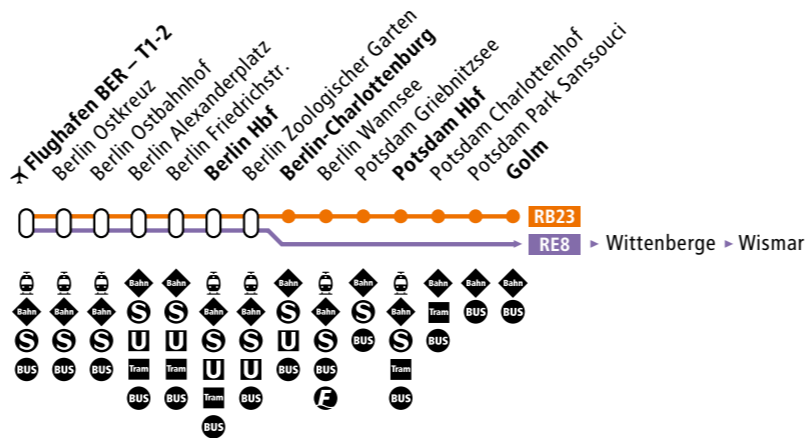 Flughafen BER – T1-2
Berlin Ostkreuz
Berlin Ostbahnhof
Berlin Alexanderplatz
Berlin Friedrichstr.
Berlin Hbf
Berlin Zoologischer Garten
Berlin-Charlottenburg
Berlin Wannsee
Potsdam Griebnitzsee
Potsdam Hbf
Potsdam Charlottenhof
Potsdam Park Sanssouci
Golm
RB23
RE8 ▸ Wittenberge ▸ Wismar
Bahn Bahn Bahn Bahn Bahn Bahn Bahn
Bahn Bahn Bahn S S Bahn Bahn S Bahn S Bahn Tram BUS BUS
S S S U U S S U S BUS S BUS
BUS BUS BUS Tram Tram U U BUS BUS Tram
BUS BUS Tram BUS F BUS
BUS